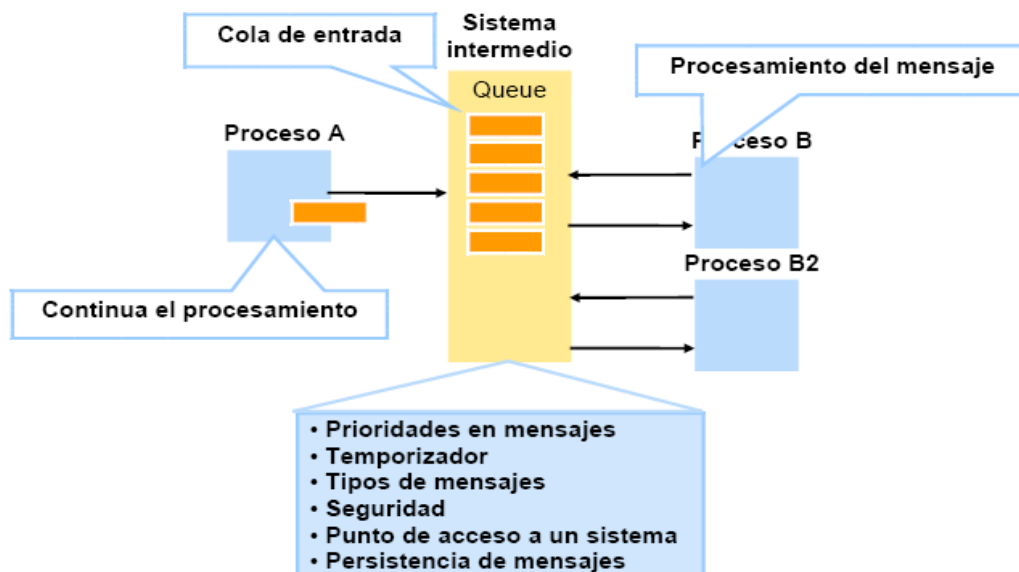 Cola de entrada
Sistema
intermedio
Procesamiento del mensaje
Queue
Proceso A
Proceso B
Proceso B2
Continua el procesamiento
• Prioridades en mensajes
• Temporizador
• Tipos de mensajes
• Seguridad
• Punto de acceso a un sistema
• Persistencia de mensajes